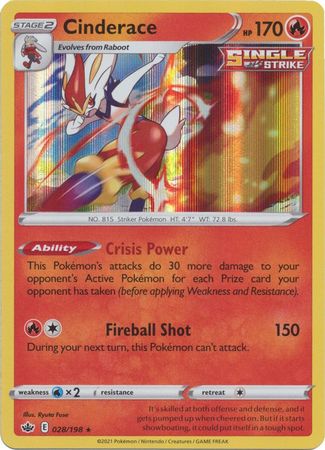 STAGE2 Cinderace HP 170
Evolves from Raboot
SINGLE
STRIKE
NO. 815 Striker Pokémon HT: 4'7" WT: 72.8 lbs.
Ability Crisis Power
This Pokémon's attacks do 30 more damage to your
opponent's Active Pokémon for each Prize card your
opponent has taken (before applying Weakness and Resistance).
Fireball Shot 150
During your next turn, this Pokémon can't attack.
weakness ×2 resistance retreat
Illus. Ryuta Fuse
E 028/198 ★
It's skilled at both offense and defense, and it
gets pumped up when cheered on. But if it starts
showboating, it could put itself in a tough spot.
©2021 Pokémon / Nintendo / Creatures / GAME FREAK